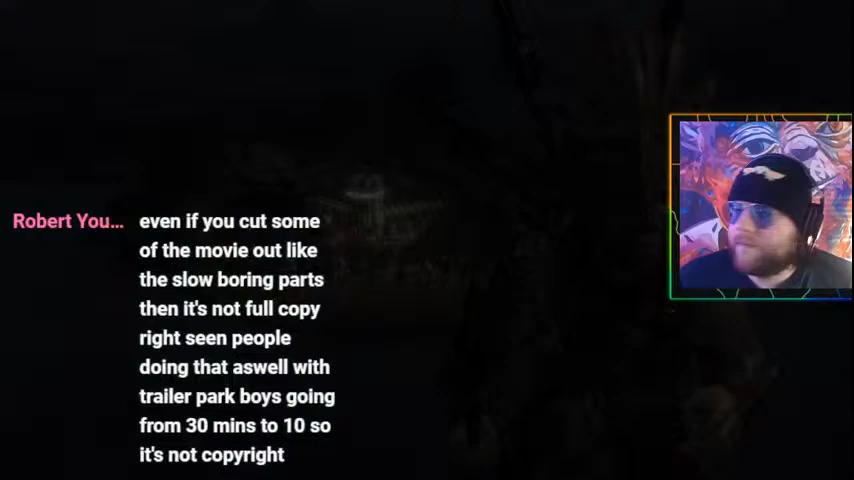 Robert You... even if you cut some
of the movie out like
the slow boring parts
then it's not full copy
right seen people
doing that aswell with
trailer park boys going
from 30 mins to 10 so
it's not copyright